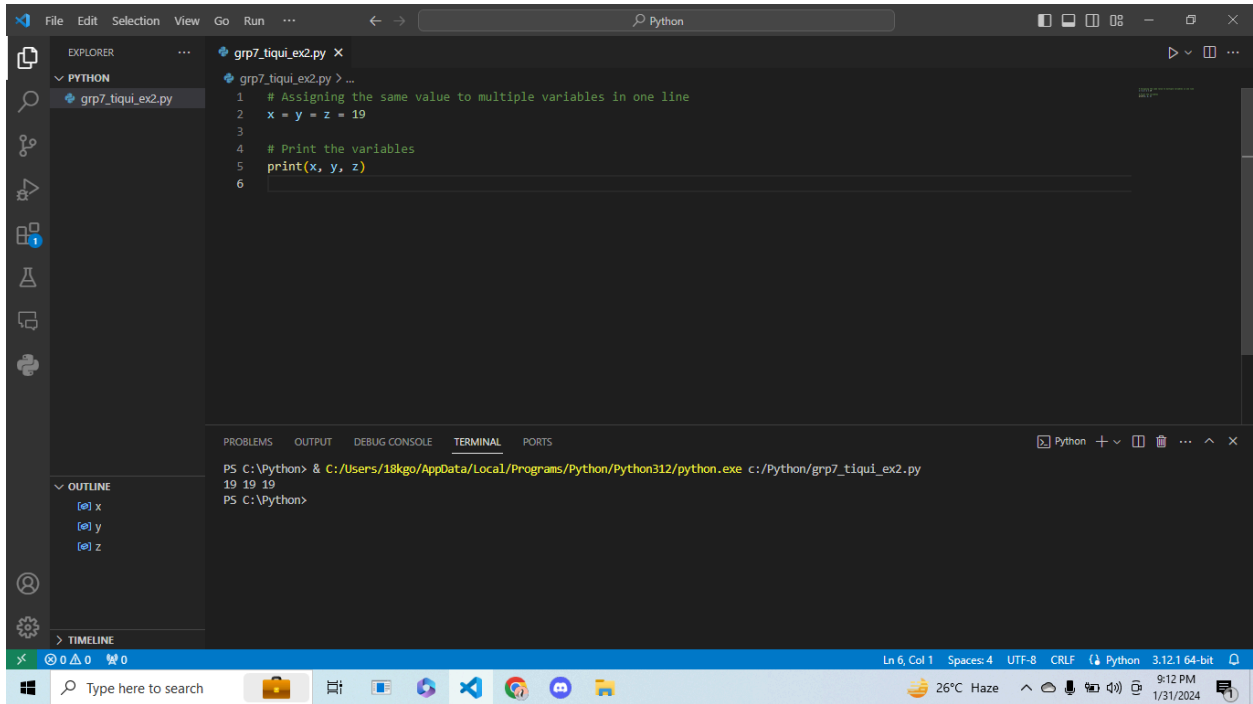 File Edit Selection View Go Run ··· ← → Python
EXPLORER ···
PYTHON
grp7_tiqui_ex2.py
grp7_tiqui_ex2.py ×
grp7_tiqui_ex2.py > ...
1 # Assigning the same value to multiple variables in one line
2 x = y = z = 19
3
4 # Print the variables
5 print(x, y, z)
6
PROBLEMS OUTPUT DEBUG CONSOLE TERMINAL PORTS
Python
PS C:\Python> & C:/Users/18kgo/AppData/Local/Programs/Python/Python312/python.exe c:/Python/grp7_tiqui_ex2.py
19 19 19
PS C:\Python>
OUTLINE
x
y
z
TIMELINE
1
0 0 0
Ln 6, Col 1 Spaces: 4 UTF-8 CRLF Python 3.12.1 64-bit
Type here to search
26°C Haze
9:12 PM
1/31/2024
1